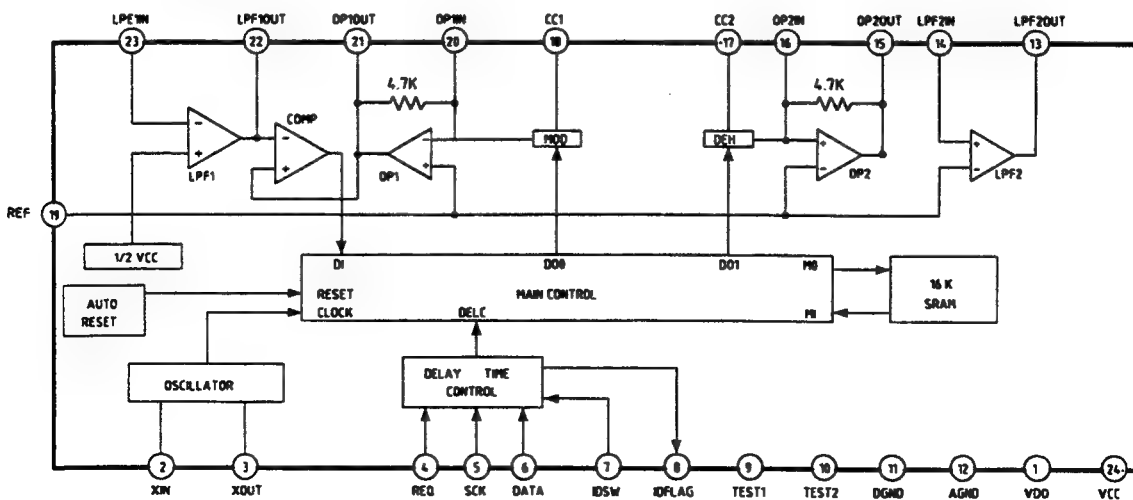 LPE1IN LPF1OUT OP1OUT OP1IN CC1 CC2 OP2IN OP2OUT LPF2IN LPF2OUT
23 22 21 20 18 -17 16 15 14 13
4.7K 4.7K
COMP
MOD DEM
LPF1 OP1 OP2 LPF2
REF 19
1/2 VCC
DI DO0 DO1 MO
AUTO RESET MAIN CONTROL 16 K
RESET CLOCK DELC MI SRAM
DELAY TIME
OSCILLATOR CONTROL
2 3 4 5 6 7 8 9 10 11 12 1 24
XIN XOUT REQ SCK DATA IDSW IDFLAG TEST1 TEST2 DGND AGND VDD VCC